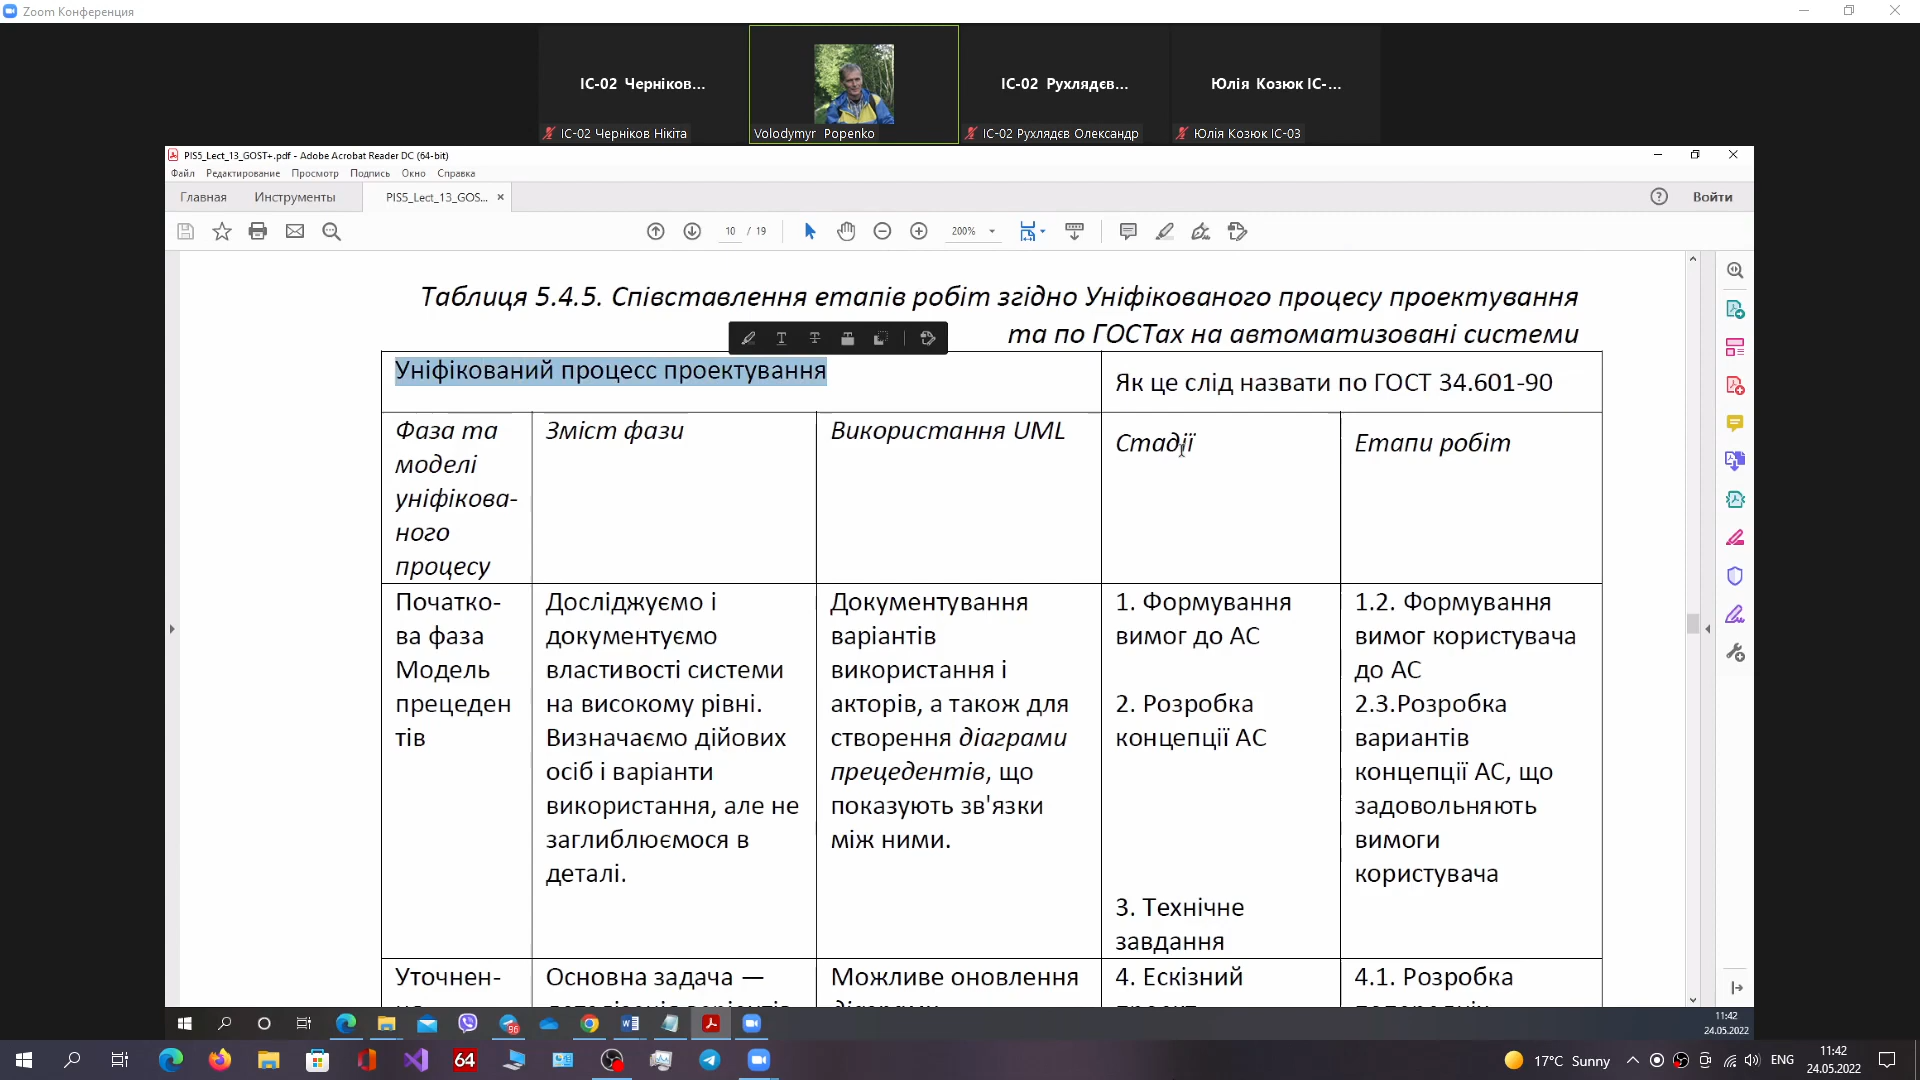 Zoom Конференция
ІС-02 Черніков...
ІС-02 Рухлядєв...
Юлія Козюк ІС-...
ІС-02 Черніков Нікіта
Volodymyr Popenko
ІС-02 Рухлядєв Олександр
Юлія Козюк ІС-03
PIS5_Lect_13_GOST+.pdf - Adobe Acrobat Reader DC (64-bit)
Файл Редактирование Просмотр Подпись Окно Справка
Главная Инструменты PIS5_Lect_13_GOS... Войти
10 / 19 200%
Таблиця 5.4.5. Співставлення етапів робіт згідно Уніфікованого процесу проектування
та по ГОСТах на автоматизовані системи
Уніфікований процесс проектування
Як це слід назвати по ГОСТ 34.601-90
Фаза та
моделі
уніфікова-
ного
процесу
Зміст фази
Використання UML
Стадії
Етапи робіт
Початко-
ва фаза
Модель
прецеден
тів
Досліджуємо і
документуємо
властивості системи
на високому рівні.
Визначаємо дійових
осіб і варіанти
використання, але не
заглиблюємося в
деталі.
Документування
варіантів
використання і
акторів, а також для
створення діаграми
прецедентів, що
показують зв'язки
між ними.
1. Формування
вимог до АС
2. Розробка
концепції АС
3. Технічне
завдання
1.2. Формування
вимог користувача
до АС
2.3.Розробка
вариантів
концепції АС, що
задовольняють
вимоги
користувача
Уточнен-
Основна задача —
Можливе оновлення
4. Ескізний
4.1. Розробка
96
11:42
24.05.2022
64
17°C Sunny
ENG
11:42
24.05.2022